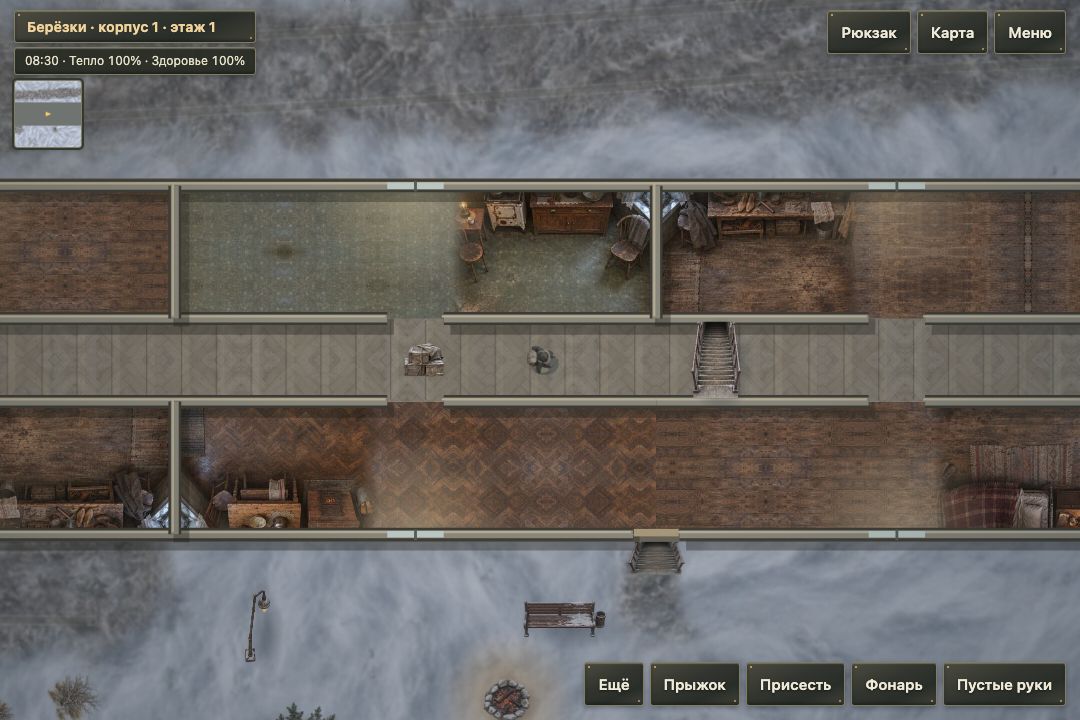 Берёзки · корпус 1 · этаж 1
08:30 · Тепло 100% · Здоровье 100%
Рюкзак
Карта
Меню
Ещё
Прыжок
Присесть
Фонарь
Пустые руки